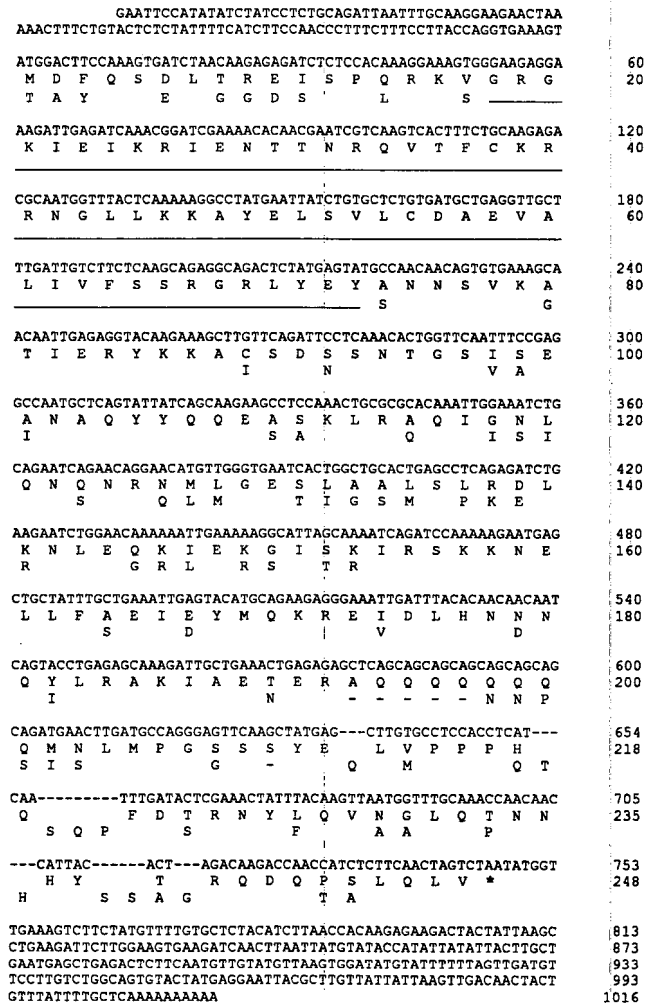 GAATTCCATATATCTATCCTCTGCAGATTAATTTGCAAGGAAGAACTAA
AAACTTTCTGTACTCTCTATTTTCATCTTCCAACCCTTTCTTTCCTTACCAGGTGAAAGT
ATGGACTTCCAAAGTGATCTAACAAGAGAGATCTCTCCACAAAGGAAAGTGGGAAGAGGA 60
M D F Q S D L T R E I S P Q R K V G R G 20
T A Y E G G D S ' L S
AAGATTGAGATCAAACGGATCGAAAACACAACGAATCGTCAAGTCACTTTCTGCAAGAGA 120
K I E I K R I E N T T N R Q V T F C K R 40
CGCAATGGTTTACTCAAAAAGGCCTATGAATTATCTGTGCTCTGTGATGCTGAGGTTGCT 180
R N G L L K K A Y E L S V L C D A E V A 60
TTGATTGTCTTCTCAAGCAGAGGCAGACTCTATGAGTATGCCAACAACAGTGTGAAAGCA 240
L I V F S S R G R L Y E Y A N N S V K A 80
S G
ACAATTGAGAGGTACAAGAAAGCTTGTTCAGATTCCTCAAACACTGGTTCAATTTCCGAG 300
T I E R Y K K A C S D S S N T G S I S E 100
I N V A
GCCAATGCTCAGTATTATCAGCAAGAAGCCTCCAAACTGCGCGCACAAATTGGAAATCTG 360
A N A Q Y Y Q Q E A S K L R A Q I G N L 120
I S A Q I S I
CAGAATCAGAACAGGAACATGTTGGGTGAATCACTGGCTGCACTGAGCCTCAGAGATCTG 420
Q N Q N R N M L G E S L A A L S L R D L 140
S Q L M T I G S M P K E
AAGAATCTGGAACAAAAAATTGAAAAAGGCATTAGCAAAATCAGATCCAAAAAGAATGAG 480
K N L E Q K I E K G I S K I R S K K N E 160
R G R L R S T R
CTGCTATTTGCTGAAATTGAGTACATGCAGAAGAGGGAAATTGATTTACACAACAACAAT 540
L L F A E I E Y M Q K R E I D L H N N N 180
S D V D
CAGTACCTGAGAGCAAAGATTGCTGAAACTGAGAGAGCTCAGCAGCAGCAGCAGCAGCAG 600
Q Y L R A K I A E T E R A Q Q Q Q Q Q Q 200
I N - - - - - N N P
CAGATGAACTTGATGCCAGGGAGTTCAAGCTATGAG---CTTGTGCCTCCACCTCAT--- 654
Q M N L M P G S S S Y E L V P P P H 218
S I S G - Q M Q T
CAA---------TTTGATACTCGAAACTATTTACAAGTTAATGGTTTGCAAACCAACAAC 705
Q F D T R N Y L Q V N G L Q T N N 235
S Q P S F A A P
---CATTAC------ACT---AGACAAGACCAACCATCTCTTCAACTAGTCTAATATGGT 753
H Y T R Q D Q P S L Q L V * 248
H S S A G T A
TGAAAGTCTTCTATGTTTTGTGCTCTACATCTTAACCACAAGAGAAGACTACTATTAAGC 813
CTGAAGATTCTTGGAAGTGAAGATCAACTTAATTATGTATACCATATTATATTACTTGCT 873
GAATGAGCTGAGACTCTTCAATGTTGTATGTTAAGTGGATATGTATTTTTTAGTTGATGT 933
TCCTTGTCTGGCAGTGTACTATGAGGAATTACGCTTGTTATTATTAAGTTGACAACTACT 993
GTTTATTTTGCTCAAAAAAAAAA 1016